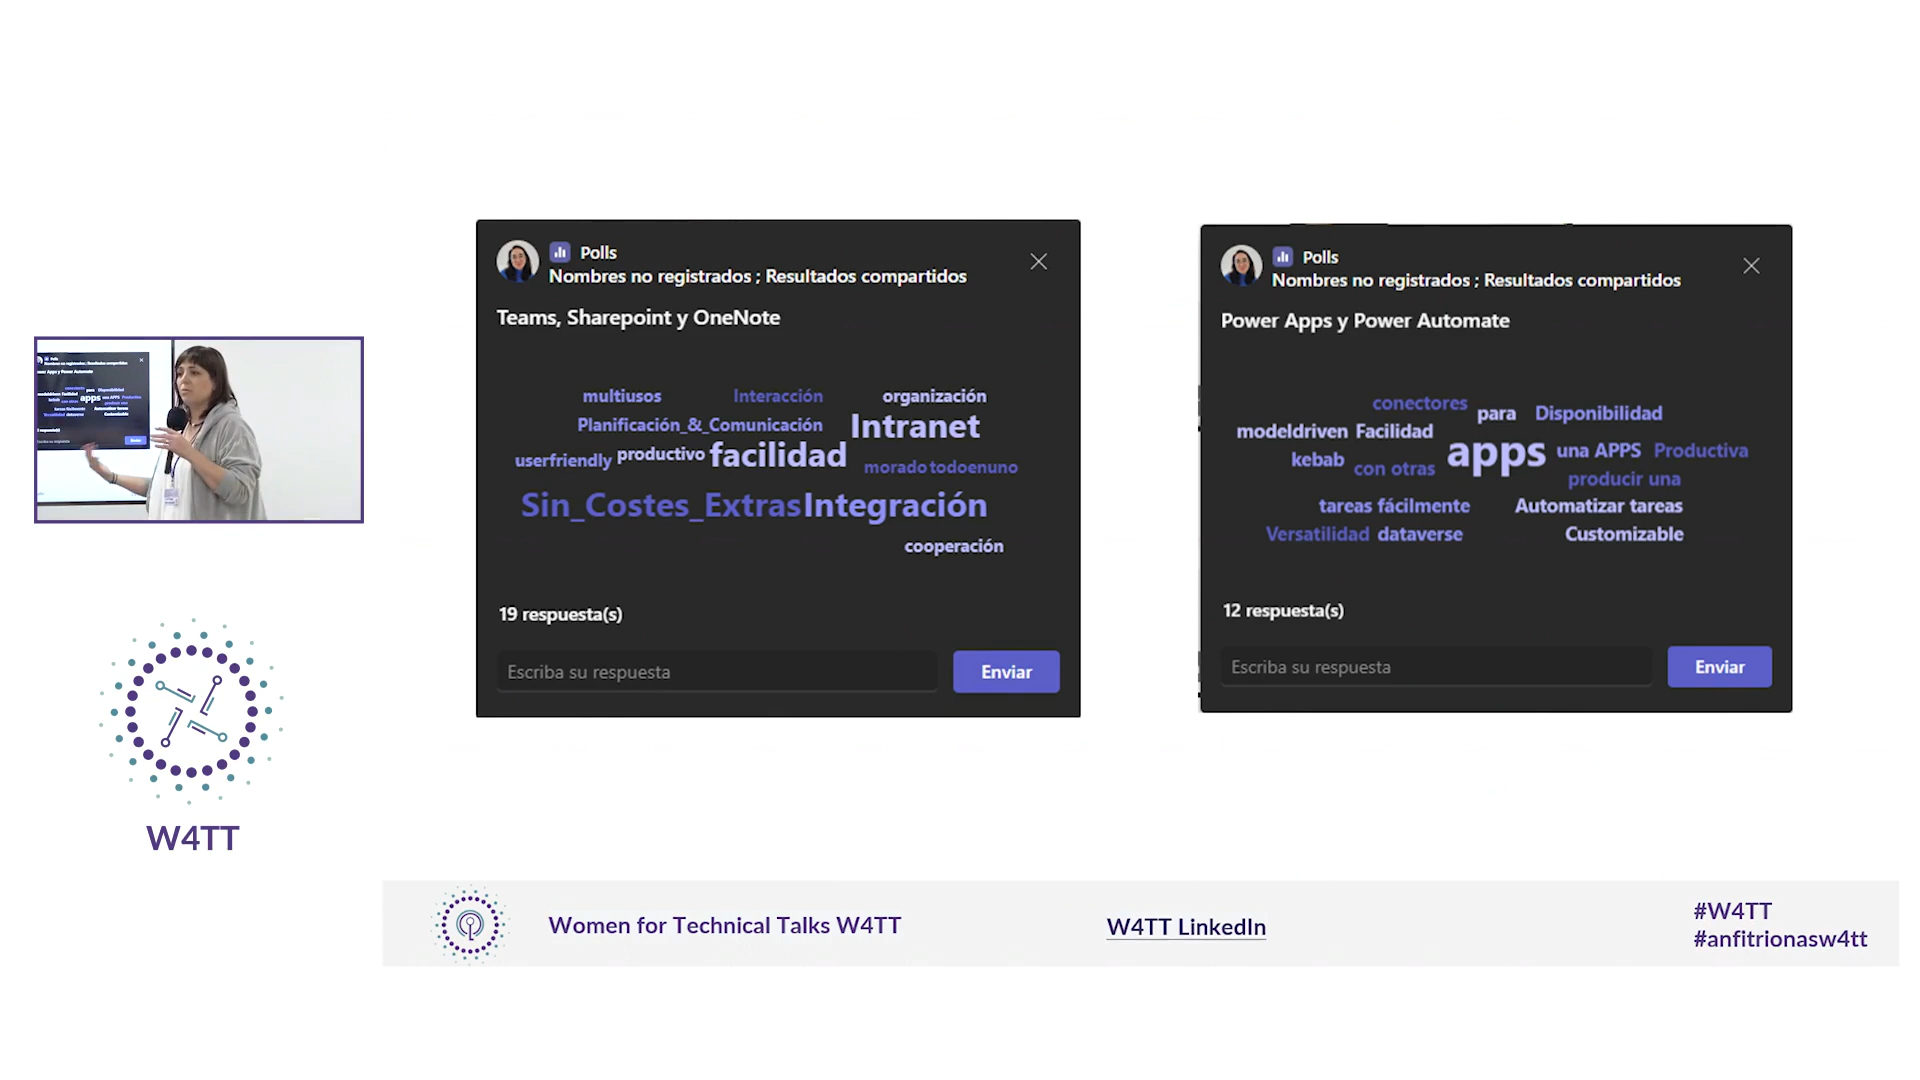 Polls
Nombres no registrados ; Resultados compartidos
Teams, Sharepoint y OneNote
multiusos Interacción organización
Planificación_&_Comunicación Intranet
userfriendly productivo facilidad morado todoenuno
Sin_Costes_Extras Integración
cooperación
19 respuesta(s)
Escriba su respuesta
Enviar
Polls
Nombres no registrados ; Resultados compartidos
Power Apps y Power Automate
conectores para Disponibilidad
modeldriven Facilidad apps una APPS Productiva
kebab con otras producir una
tareas fácilmente Automatizar tareas
Versatilidad dataverse Customizable
12 respuesta(s)
Escriba su respuesta
Enviar
W4TT
Women for Technical Talks W4TT
W4TT LinkedIn
#W4TT
#anfitrionasw4tt